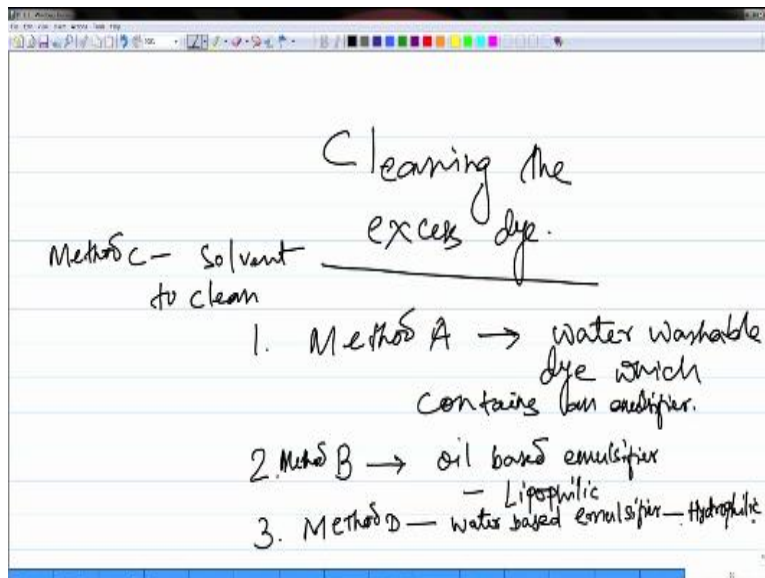 Cleaning the
excess dye.
Method C - Solvent
to clean
1. Method A → water washable
dye which
contains an emulsifier.
2. Method B → oil based emulsifier
- Lipophilic
3. Method D - water based emulsifier - Hydrophilic